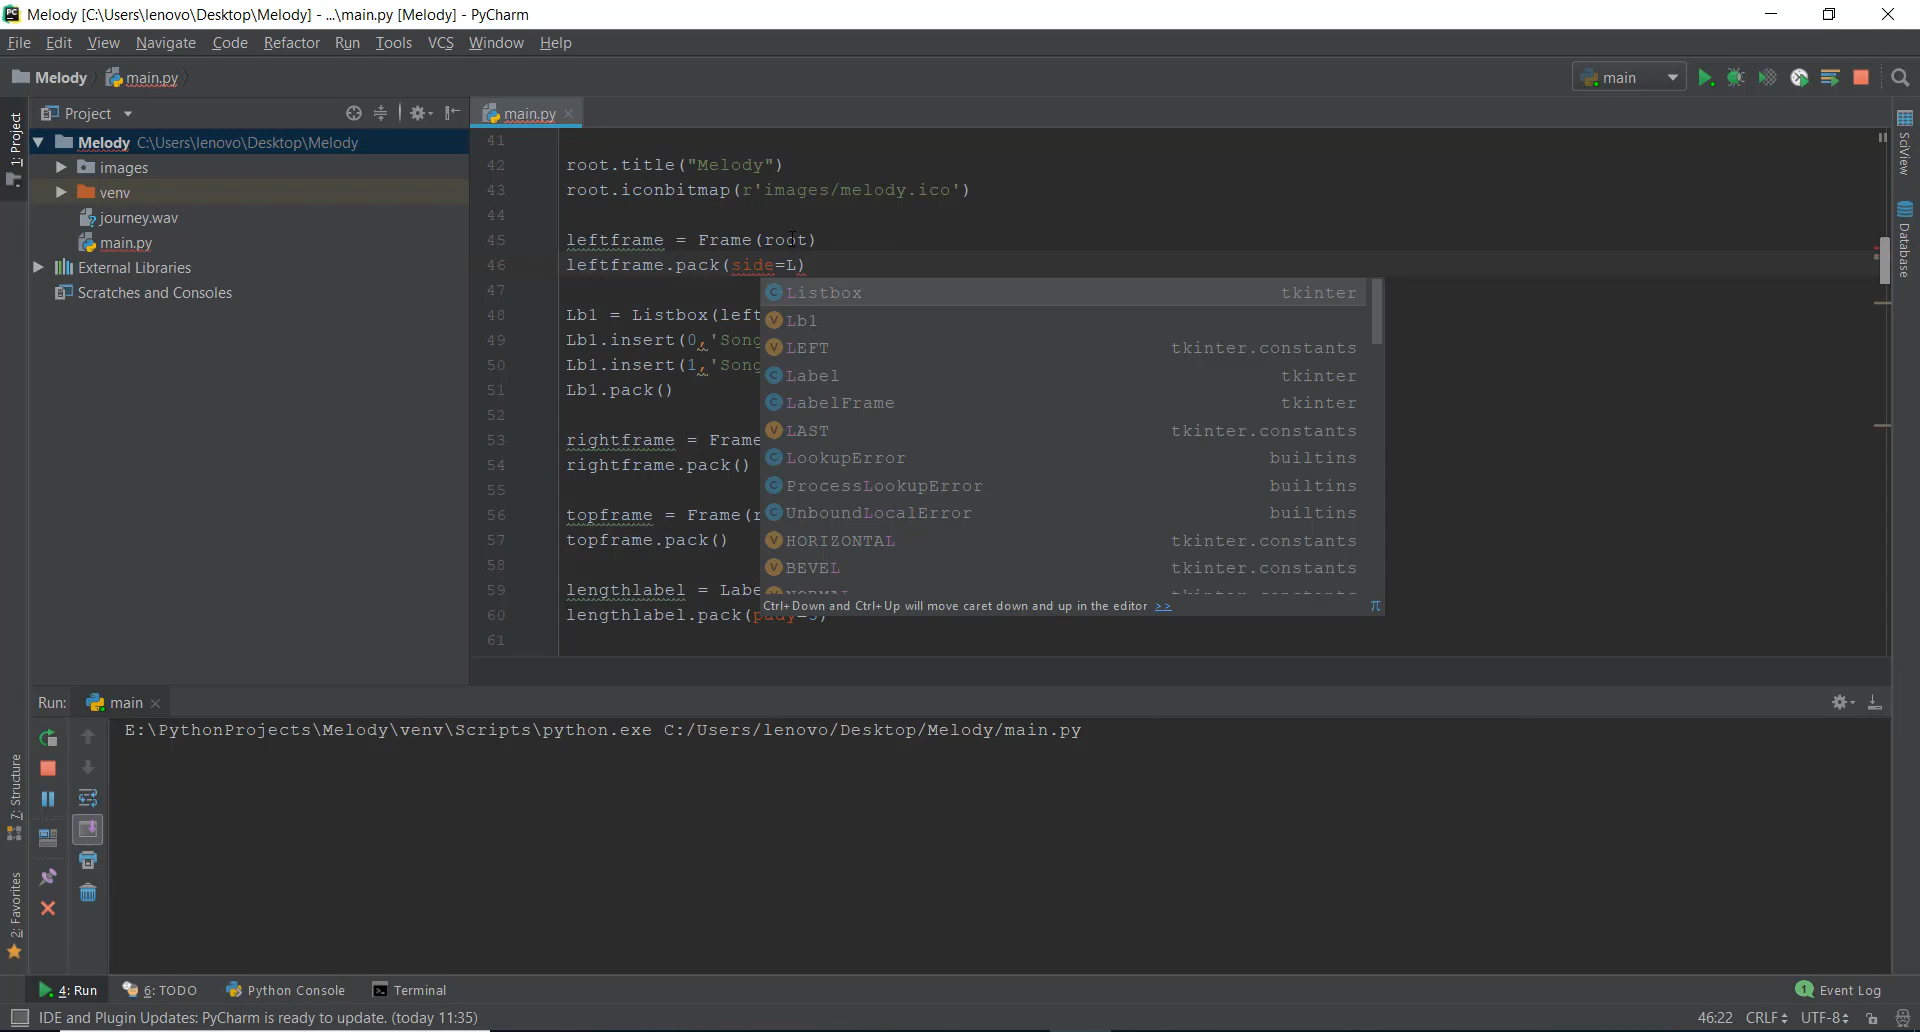 Melody [C:\Users\lenovo\Desktop\Melody] - ...\main.py [Melody] - PyCharm
File Edit View Navigate Code Refactor Run Tools VCS Window Help
Melody main.py
main
Project
main.py
1: Project
Melody C:\Users\lenovo\Desktop\Melody
images
venv
journey.wav
main.py
External Libraries
Scratches and Consoles
41
42 root.title("Melody")
43 root.iconbitmap(r'images/melody.ico')
44
45 leftframe = Frame(root)
46 leftframe.pack(side=L)
47
48 Lb1 = Listbox(left
49 Lb1.insert(0,'Song
50 Lb1.insert(1,'Song
51 Lb1.pack()
52
53 rightframe = Frame
54 rightframe.pack()
55
56 topframe = Frame(r
57 topframe.pack()
58
59 lengthlabel = Labe
60 lengthlabel.pack(pady=5)
61
Listbox tkinter
Lb1
LEFT tkinter.constants
Label tkinter
LabelFrame tkinter
LAST tkinter.constants
LookupError builtins
ProcessLookupError builtins
UnboundLocalError builtins
HORIZONTAL tkinter.constants
BEVEL tkinter.constants
NORMAL tkinter.constants
Ctrl+Down and Ctrl+Up will move caret down and up in the editor >> π
SciView
Database
Run: main
E:\PythonProjects\Melody\venv\Scripts\python.exe C:/Users/lenovo/Desktop/Melody/main.py
7: Structure
2: Favorites
4: Run 6: TODO Python Console Terminal 1 Event Log
IDE and Plugin Updates: PyCharm is ready to update. (today 11:35) 46:22 CRLF UTF-8